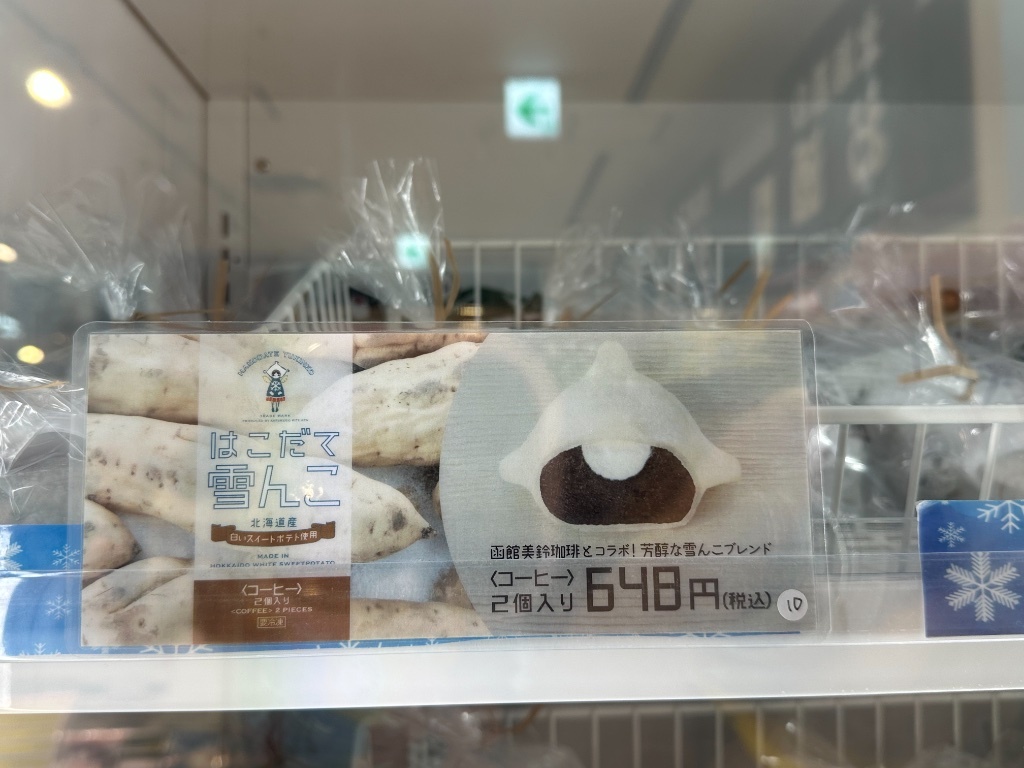 HAKODATE YUKINKO
TRADE MARK
はこだて
雪んこ
北海道産
白いスイートポテト使用
MADE IN
HOKKAIDO WHITE SWEETPOTATO
〈コーヒー〉
2個入り
<COFFEE> 2 PIECES
要冷凍
函館美鈴珈琲とコラボ!芳醇な雪んこブレンド
〈コーヒー〉
2個入り 648円(税込)
10